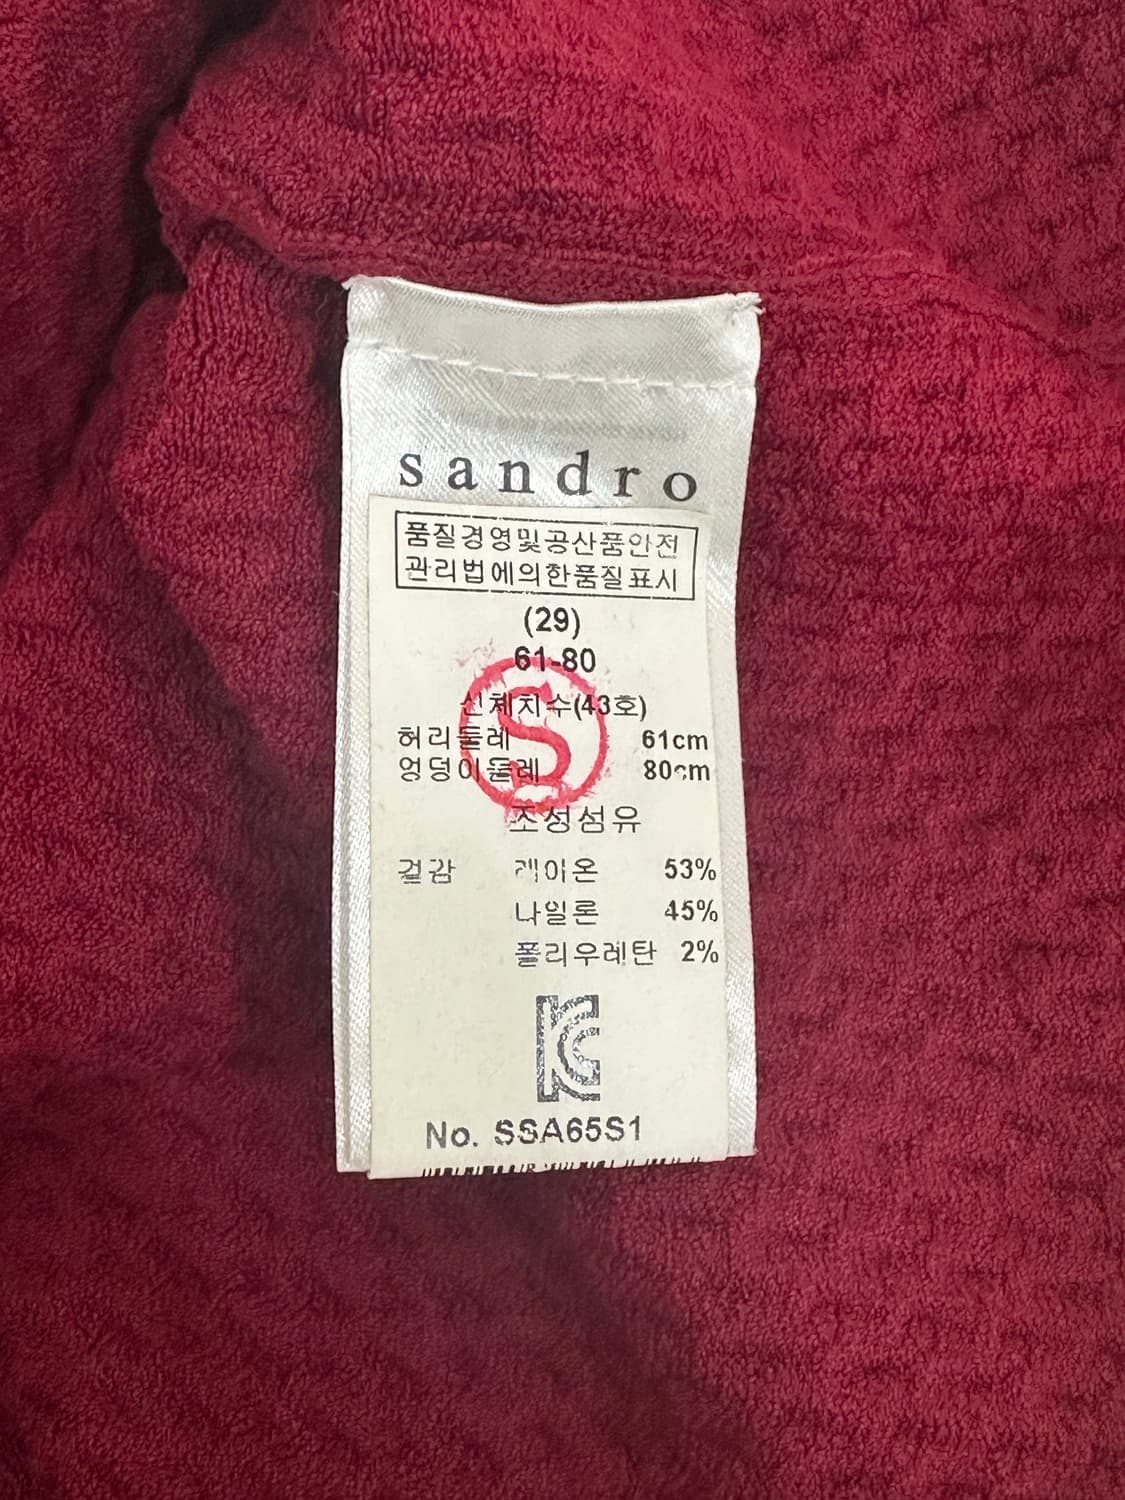 sandro
품질경영및공산품안전
관리법에의한품질표시
(29)
61-80
신체치수(43호)
S
허리둘레 61cm
엉덩이둘레 80cm
조성섬유
겉감 레이온 53%
나일론 45%
폴리우레탄 2%
KC
No. SSA65S1